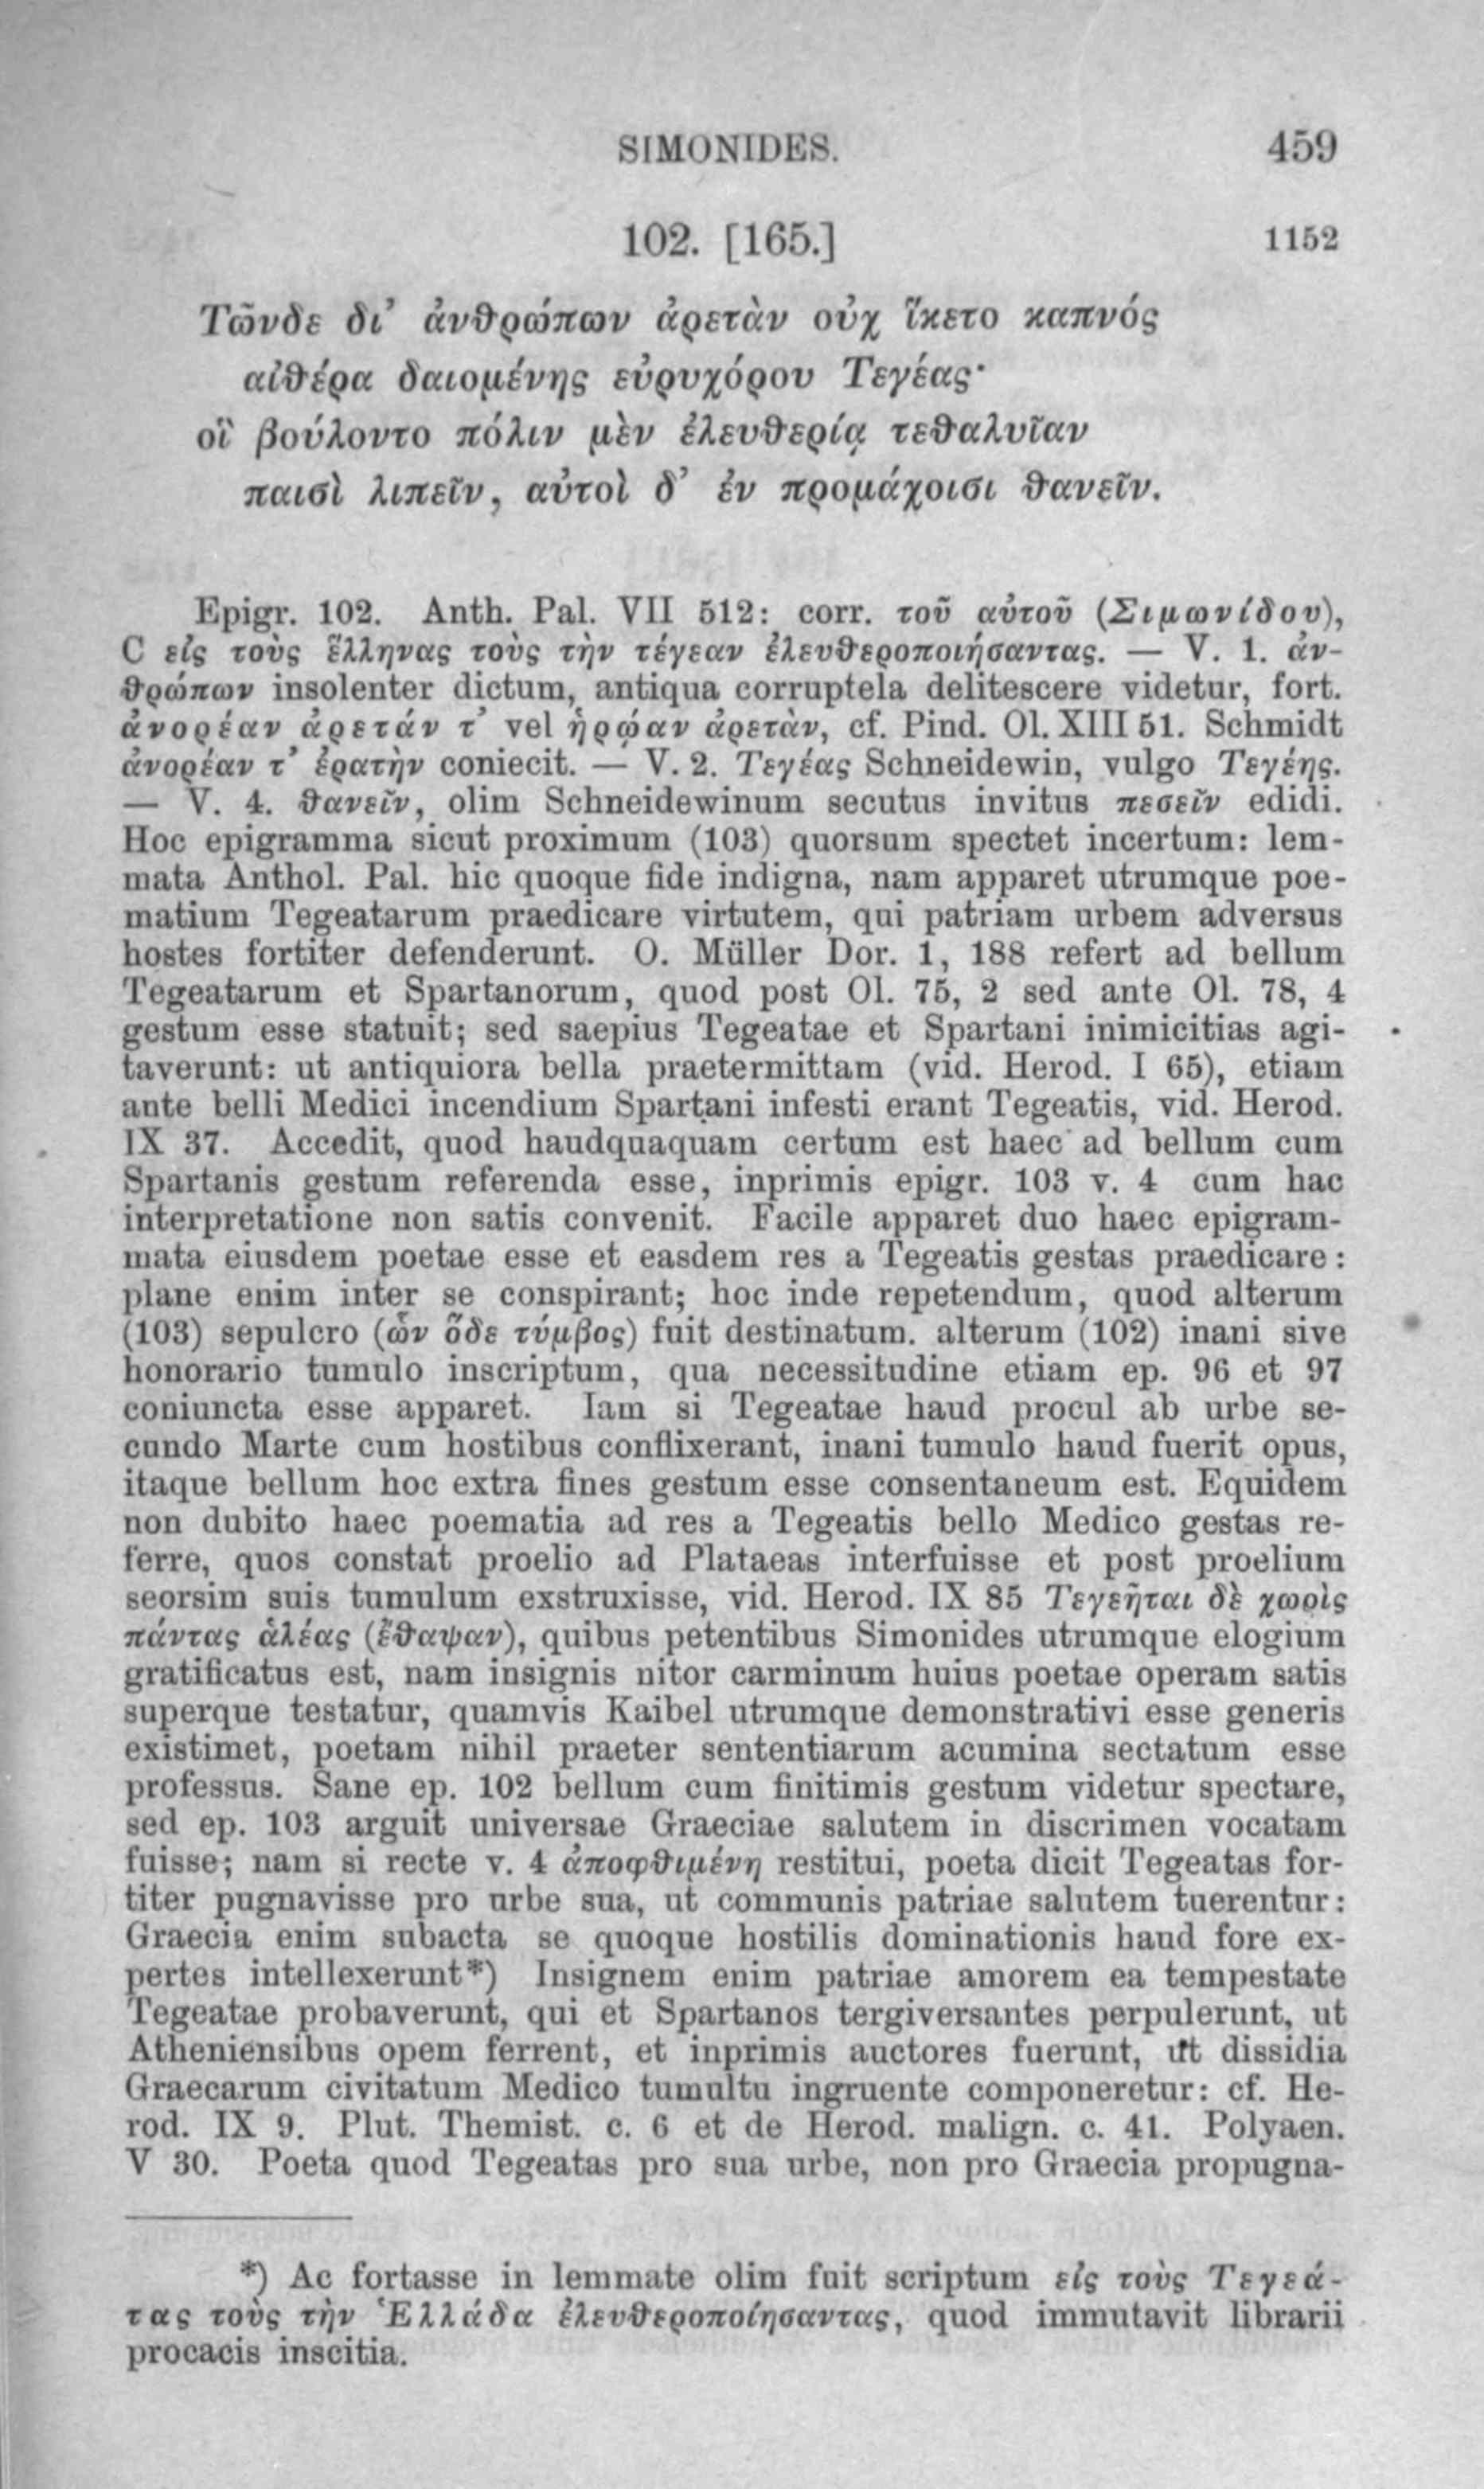 SIMONIDES. 459
102. [165.] 1152
Τῶνδε δι’ ἀνθρώπων ἀρετὰν οὐχ ἵκετο καπνός
αἰθέρα δαιομένης εὐρυχόρου Τεγέας·
οἳ βούλοντο πόλιν μὲν ἐλευθερίᾳ τεθαλυῖαν
παισὶ λιπεῖν, αὐτοὶ δ’ ἐν προμάχοισι θανεῖν.
Epigr. 102. Anth. Pal. VII 512: corr. τοῦ αὐτοῦ (Σιμωνίδου),
C εἰς τοὺς ἕλληνας τοὺς τὴν τέγεαν ἐλευθεροποιήσαντας. — V. 1. ἀν-
θρώπων insolenter dictum, antiqua corruptela delitescere videtur, fort.
ἀνορέαν ἀρετάν τ’ vel ἡρῴαν ἀρετὰν, cf. Pind. Ol. XIII 51. Schmidt
ἀνορέαν τ’ ἐρατὴν coniecit. — V. 2. Τεγέας Schneidewin, vulgo Τεγέης.
— V. 4. θανεῖν, olim Schneidewinum secutus invitus πεσεῖν edidi.
Hoc epigramma sicut proximum (103) quorsum spectet incertum: lem-
mata Anthol. Pal. hic quoque fide indigna, nam apparet utrumque poe-
matium Tegeatarum praedicare virtutem, qui patriam urbem adversus
hostes fortiter defenderunt. O. Müller Dor. 1, 188 refert ad bellum
Tegeatarum et Spartanorum, quod post Ol. 75, 2 sed ante Ol. 78, 4
gestum esse statuit; sed saepius Tegeatae et Spartani inimicitias agi-
taverunt: ut antiquiora bella praetermittam (vid. Herod. I 65), etiam
ante belli Medici incendium Spartani infesti erant Tegeatis, vid. Herod.
IX 37. Accedit, quod haudquaquam certum est haec ad bellum cum
Spartanis gestum referenda esse, inprimis epigr. 103 v. 4 cum hac
interpretatione non satis convenit. Facile apparet duo haec epigram-
mata eiusdem poetae esse et easdem res a Tegeatis gestas praedicare:
plane enim inter se conspirant; hoc inde repetendum, quod alterum
(103) sepulcro (ὧν ὅδε τύμβος) fuit destinatum. alterum (102) inani sive
honorario tumulo inscriptum, qua necessitudine etiam ep. 96 et 97
coniuncta esse apparet. Iam si Tegeatae haud procul ab urbe se-
cundo Marte cum hostibus conflixerant, inani tumulo haud fuerit opus,
itaque bellum hoc extra fines gestum esse consentaneum est. Equidem
non dubito haec poematia ad res a Tegeatis bello Medico gestas re-
ferre, quos constat proelio ad Plataeas interfuisse et post proelium
seorsim suis tumulum exstruxisse, vid. Herod. IX 85 Τεγεῆται δὲ χωρὶς
πάντας ἁλέας (ἔθαψαν), quibus petentibus Simonides utrumque elogium
gratificatus est, nam insignis nitor carminum huius poetae operam satis
superque testatur, quamvis Kaibel utrumque demonstrativi esse generis
existimet, poetam nihil praeter sententiarum acumina sectatum esse
professus. Sane ep. 102 bellum cum finitimis gestum videtur spectare,
sed ep. 103 arguit universae Graeciae salutem in discrimen vocatam
fuisse; nam si recte v. 4 ἀποφθιμένη restitui, poeta dicit Tegeatas for-
titer pugnavisse pro urbe sua, ut communis patriae salutem tuerentur:
Graecia enim subacta se quoque hostilis dominationis haud fore ex-
pertes intellexerunt*) Insignem enim patriae amorem ea tempestate
Tegeatae probaverunt, qui et Spartanos tergiversantes perpulerunt, ut
Atheniensibus opem ferrent, et inprimis auctores fuerunt, ut dissidia
Graecarum civitatum Medico tumultu ingruente componeretur: cf. He-
rod. IX 9. Plut. Themist. c. 6 et de Herod. malign. c. 41. Polyaen.
V 30. Poeta quod Tegeatas pro sua urbe, non pro Graecia propugna-
*) Ac fortasse in lemmate olim fuit scriptum εἰς τοὺς Τεγεά-
τας τοὺς τὴν Ἑλλάδα ἐλευθεροποίησαντας, quod immutavit librarii
procacis inscitia.